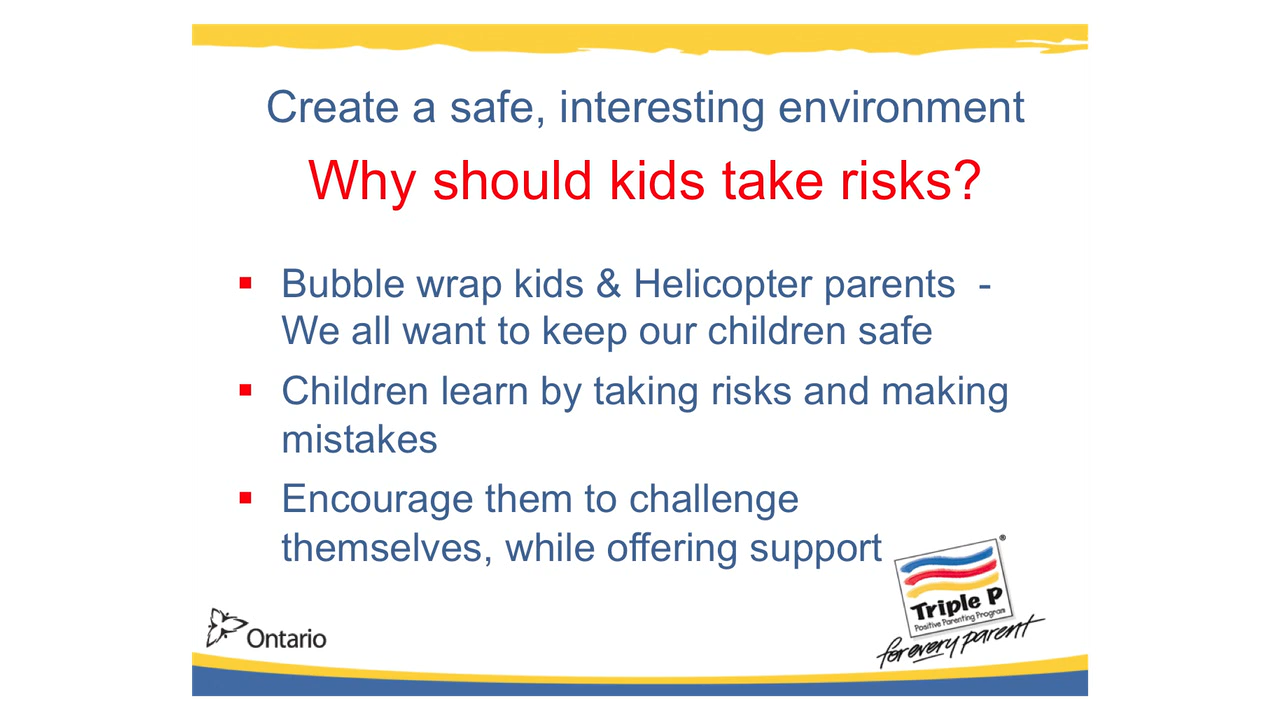 Create a safe, interesting environment
Why should kids take risks?
▪ Bubble wrap kids & Helicopter parents  -
We all want to keep our children safe
▪ Children learn by taking risks and making
mistakes
▪ Encourage them to challenge
themselves, while offering support
®
Triple P
Positive Parenting Program
for every parent
Ontario